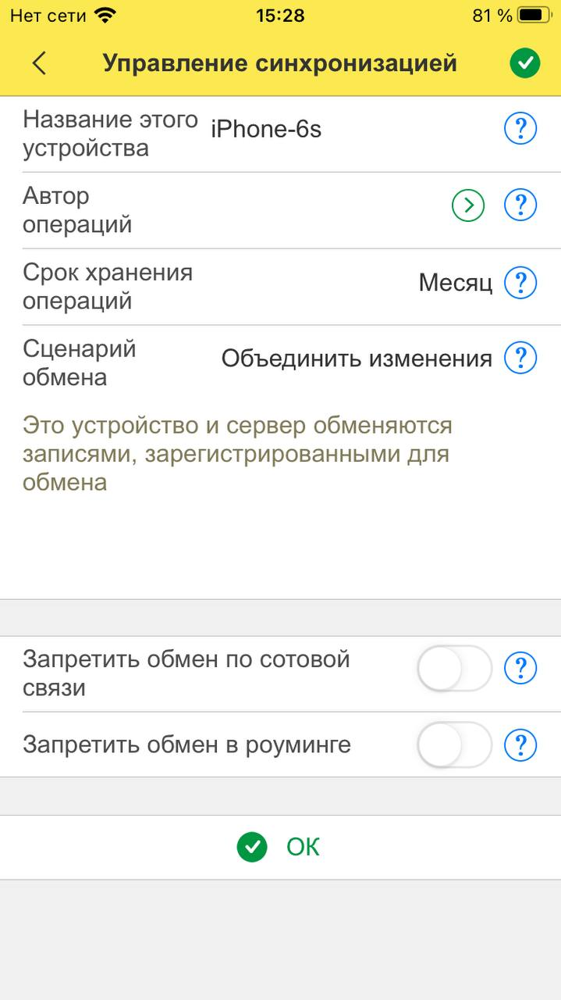 Нет сети 15:28 81 %
Управление синхронизацией
Название этого
устройства
iPhone-6s ?
Автор
операций
?
Срок хранения
операций
Месяц ?
Сценарий
обмена
Объединить изменения ?
Это устройство и сервер обменяются
записями, зарегистрированными для
обмена
Запретить обмен по сотовой
связи
?
Запретить обмен в роуминге ?
ОК